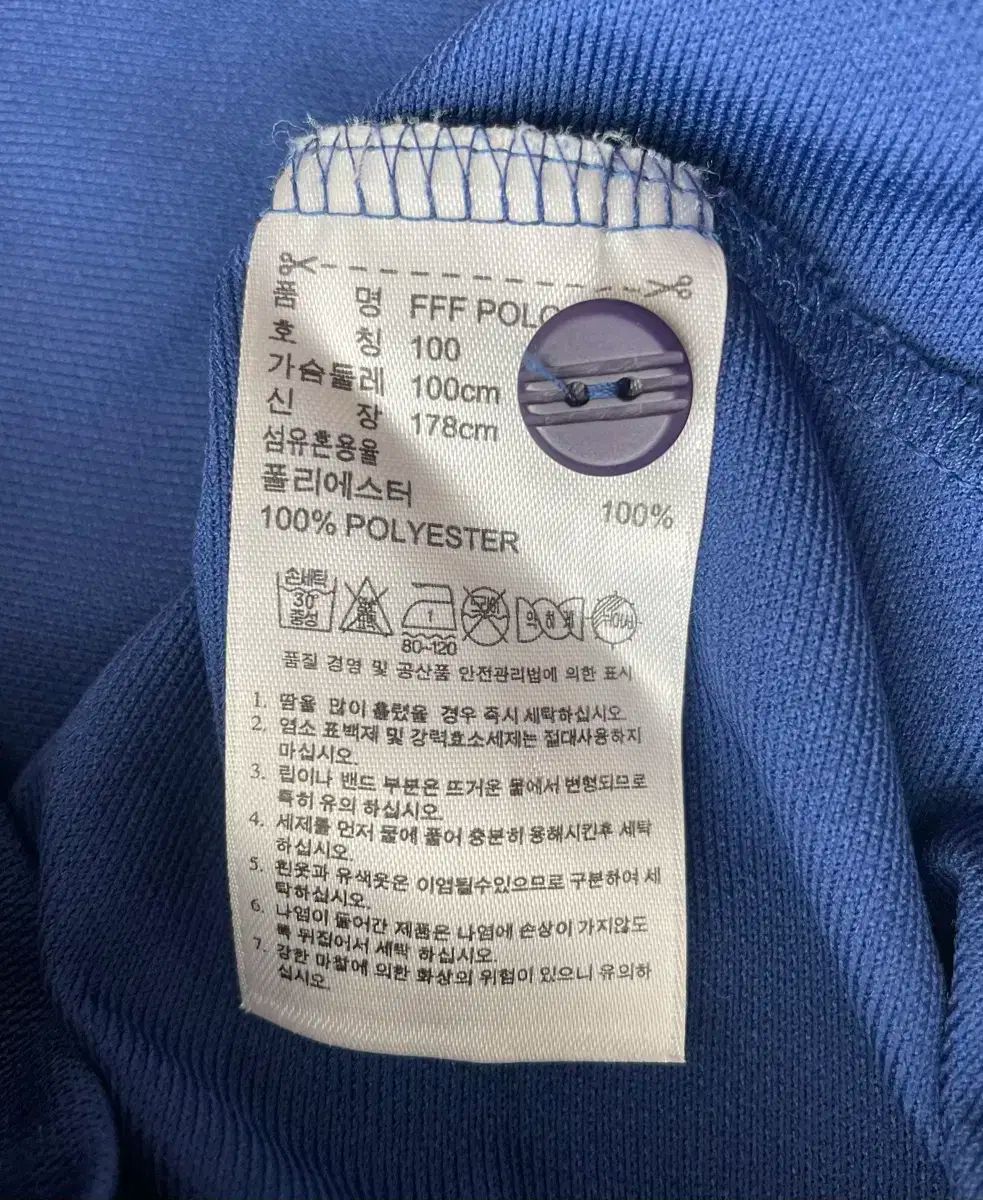 품 명 FFF POLO
호 칭 100
가슴둘레 100cm
신 장 178cm
섬유혼용율
폴리에스터 100%
100% POLYESTER
손세탁 30 중성 1 80~120 약 하 게
품질 경영 및 공산품 안전관리법에 의한 표시
1. 땀을 많이 흘렸을 경우 즉시 세탁하십시오.
2. 염소 표백제 및 강력효소세제는 절대사용하지
마십시오.
3. 립이나 밴드 부분은 뜨거운 물에서 변형되므로
특히 유의 하십시오.
4. 세제를 먼저 물에 풀어 충분히 용해시킨후 세탁
하십시오.
5. 흰옷과 유색옷은 이염될수있으므로 구분하여 세
탁하십시오.
6. 나염이 들어간 제품은 나염에 손상이 가지않도
록 뒤집어서 세탁 하십시오.
7. 강한 마찰에 의한 화상의 위험이 있으니 유의하
십시오.